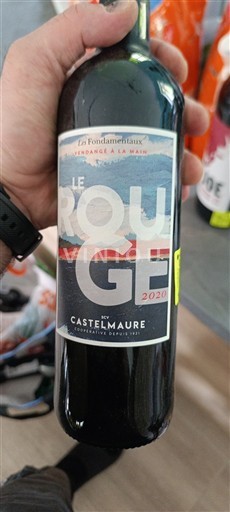 Les Fondamentaux
VENDANGÉ À LA MAIN
LE
ROU
GE
2020
SCV
CASTELMAURE
COOPÉRATIVE DEPUIS 1921